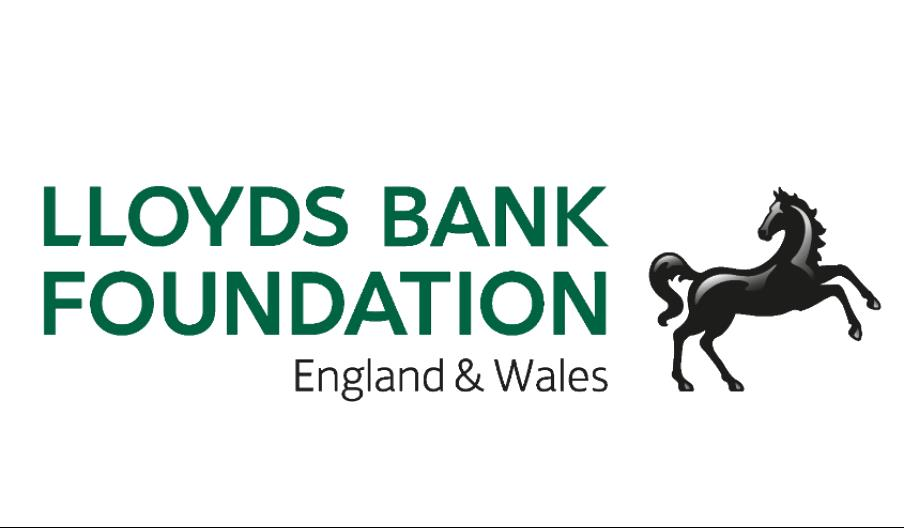 LLOYDS BANK
FOUNDATION
England & Wales